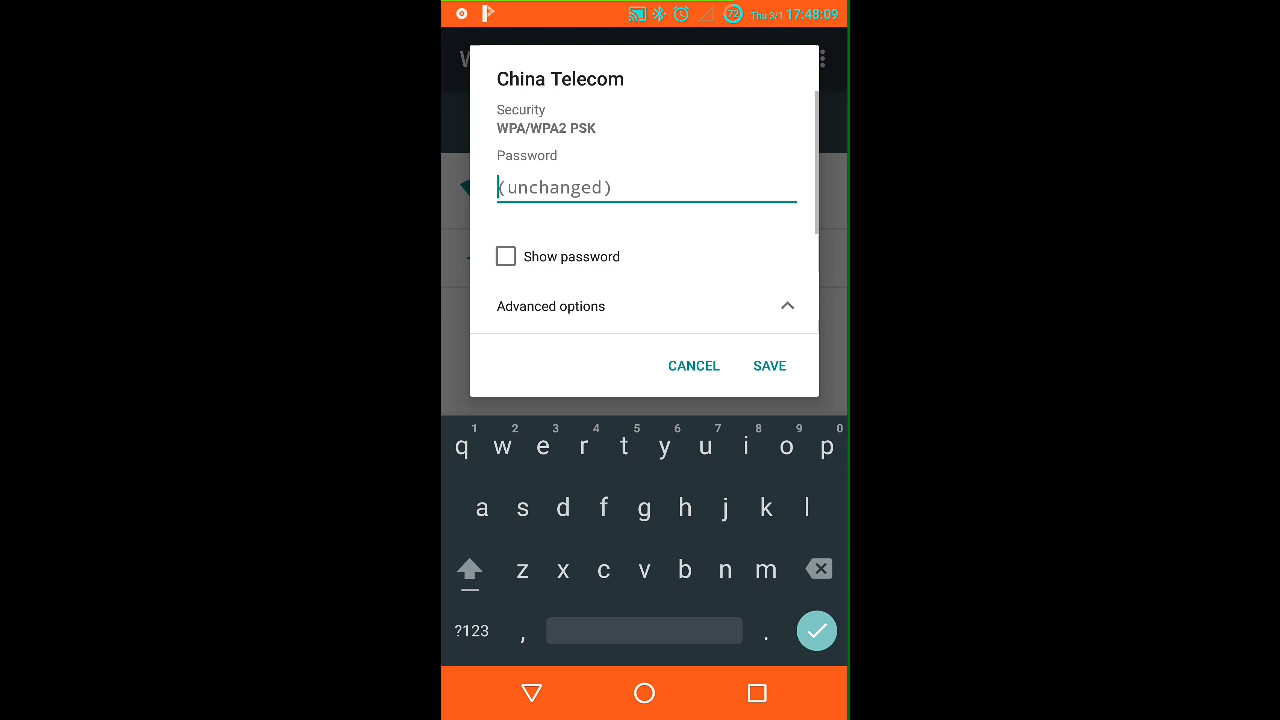 72 Thu 3/1 17:48:09
W
China Telecom
Security
WPA/WPA2 PSK
Password
(unchanged)
Show password
Advanced options
CANCEL SAVE
1 2 3 4 5 6 7 8 9 0
q w e r t y u i o p
a s d f g h j k l
z x c v b n m
?123 , .